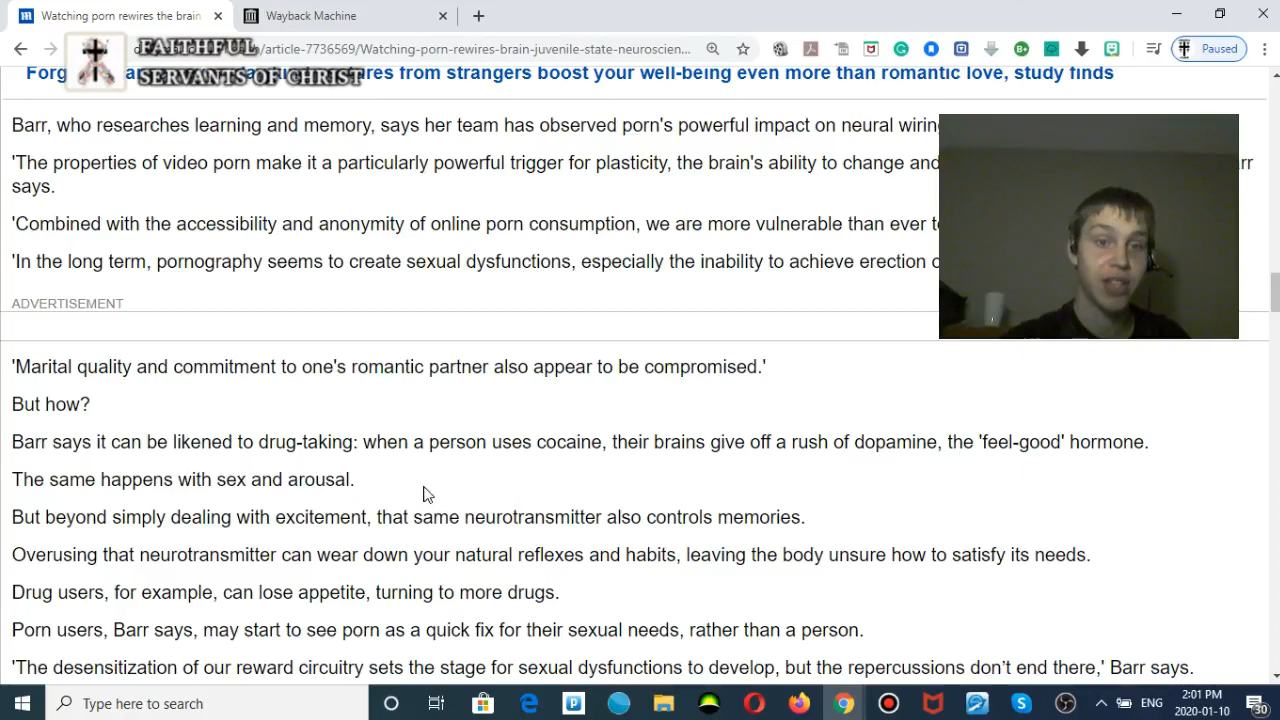 Watching porn rewires the brain
Wayback Machine
/article-7736569/Watching-porn-rewires-brain-juvenile-state-neuroscien...
Paused
FAITHFUL
SERVANTS OF CHRIST
res from strangers boost your well-being even more than romantic love, study finds
Barr, who researches learning and memory, says her team has observed porn's powerful impact on neural wiring
'The properties of video porn make it a particularly powerful trigger for plasticity, the brain's ability to change and
says.
'Combined with the accessibility and anonymity of online porn consumption, we are more vulnerable than ever
'In the long term, pornography seems to create sexual dysfunctions, especially the inability to achieve erection
ADVERTISEMENT
'Marital quality and commitment to one's romantic partner also appear to be compromised.'
But how?
Barr says it can be likened to drug-taking: when a person uses cocaine, their brains give off a rush of dopamine, the 'feel-good' hormone.
The same happens with sex and arousal.
But beyond simply dealing with excitement, that same neurotransmitter also controls memories.
Overusing that neurotransmitter can wear down your natural reflexes and habits, leaving the body unsure how to satisfy its needs.
Drug users, for example, can lose appetite, turning to more drugs.
Porn users, Barr says, may start to see porn as a quick fix for their sexual needs, rather than a person.
'The desensitization of our reward circuitry sets the stage for sexual dysfunctions to develop, but the repercussions don't end there,' Barr says.
Type here to search
ENG
2:01 PM
2020-01-10
30